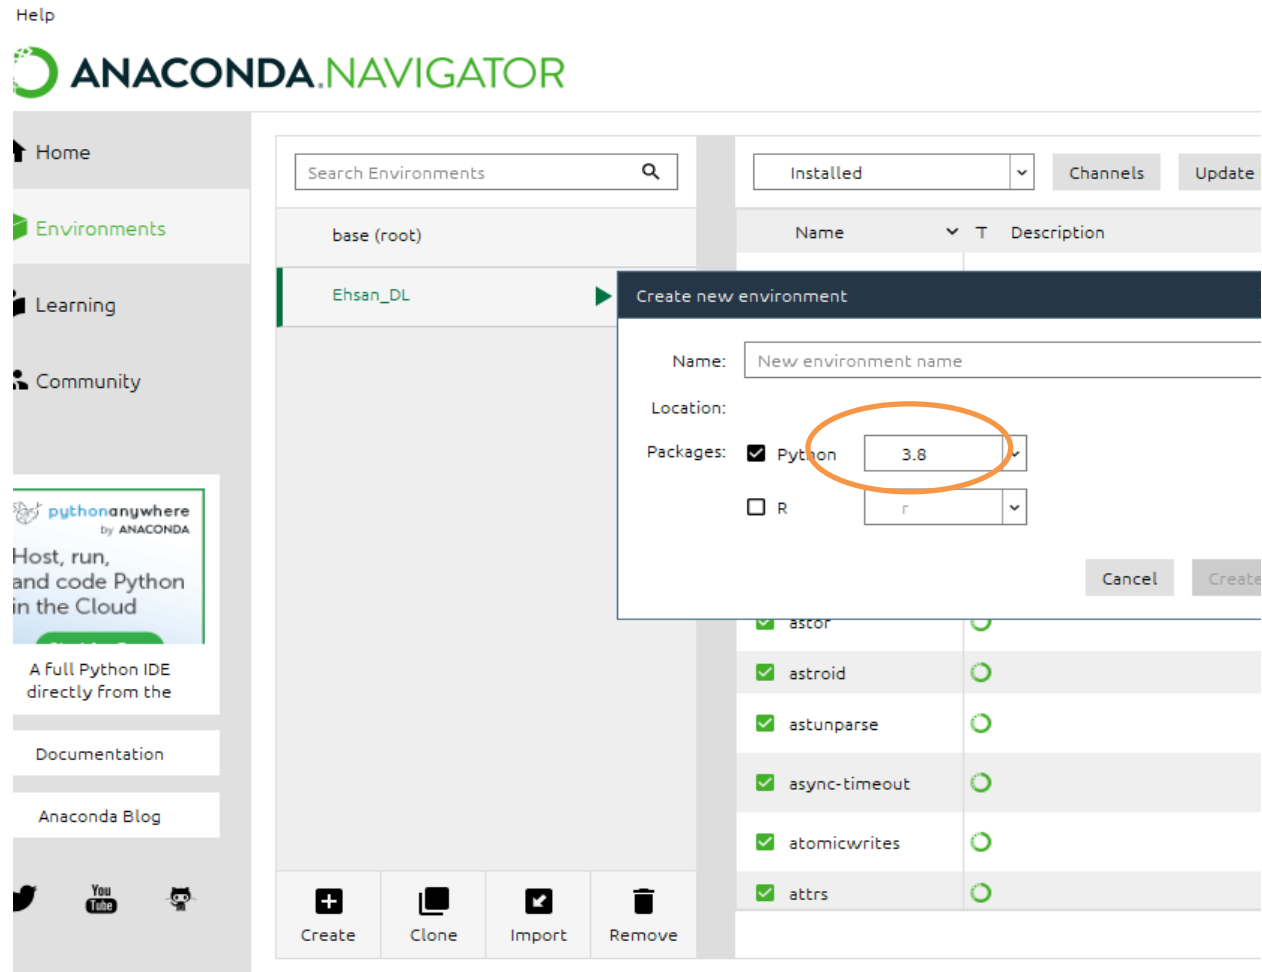 Help
ANACONDA.NAVIGATOR
Home
Environments
Learning
Community
pythonanywhere
by ANACONDA
Host, run,
and code Python
in the Cloud
A full Python IDE
directly from the
Documentation
Anaconda Blog
You
Tube
Search Environments
base (root)
Ehsan_DL
Create
Clone
Import
Remove
Installed
Channels
Update
Name
T
Description
Create new environment
Name:
New environment name
Location:
Packages:
Python
3.8
R
r
Cancel
Create
astor
astroid
astunparse
async-timeout
atomicwrites
attrs